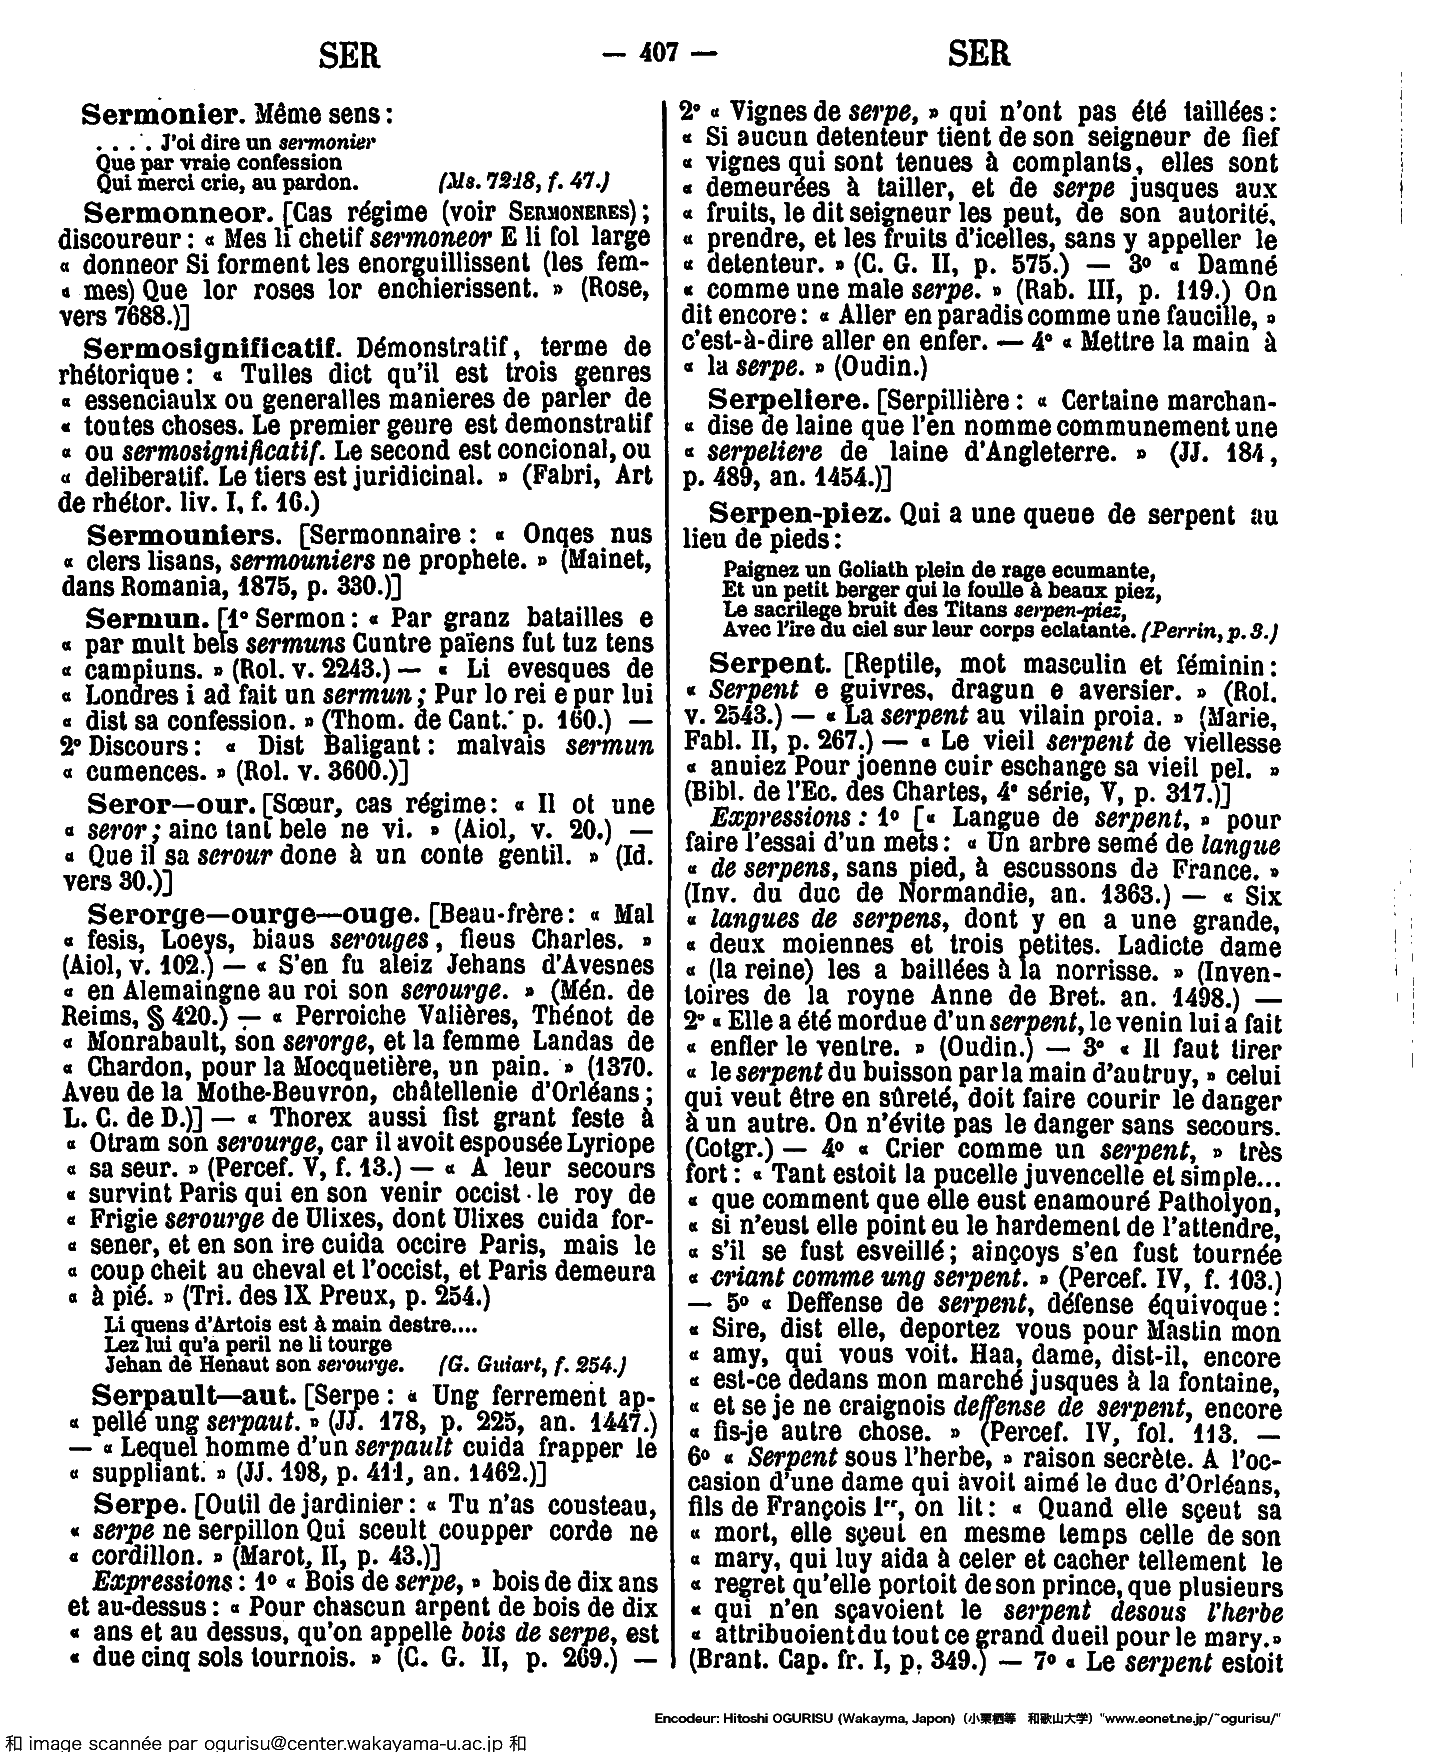 SER
— 407 —
SER
Sermonier. Même sens :
. . . . J'oi dire un sermonier
Que par vraie confession
Qui merci crie, au pardon. (Ms. 7218, f. 47.)
Sermonneor. [Cas régime (voir SERMONERES) ;
discoureur : « Mes li chetif sermoneor E li fol large
« donneor Si forment les enorguillissent (les fem-
« mes) Que lor roses lor enchierissent. » (Rose,
vers 7688.)]
Sermosignificatif. Démonstratif, terme de
rhétorique : « Tulles dict qu'il est trois genres
« essenciaulx ou generalles manieres de parler de
« toutes choses. Le premier genre est demonstratif
« ou sermosignificatif. Le second est concional, ou
« deliberatif. Le tiers est juridicinal. » (Fabri, Art
de rhétor. liv. I, f. 16.)
Sermouniers. [Sermonnaire : « Onqes nus
« clers lisans, sermouniers ne prophete. » (Mainet,
dans Romania, 1875, p. 330.)]
Sermun. [1° Sermon : « Par granz batailles e
« par mult bels sermuns Cuntre païens fut tuz tens
« campiuns. » (Rol. v. 2243.) — « Li evesques de
« Londres i ad fait un sermun ; Pur lo rei e pur lui
« dist sa confession. » (Thom. de Cant. p. 160.) —
2° Discours : « Dist Baligant : malvais sermun
« cumences. » (Rol. v. 3600.)]
Seror—our. [Sœur, cas régime : « Il ot une
« seror ; ainc tant bele ne vi. » (Aiol, v. 20.) —
« Que il sa serour done à un conte gentil. » (Id.
vers 30.)]
Serorge—ourge—ouge. [Beau-frère : « Mal
« fesis, Loeys, biaus serouges, fieus Charles. »
(Aiol, v. 102.) — « S'en fu aleiz Jehans d'Avesnes
« en Alemaingne au roi son serourge. » (Mén. de
Reims, § 420.) — « Perroiche Valières, Thénot de
« Monrabault, son serorge, et la femme Landas de
« Chardon, pour la Mocquetière, un pain. » (1370.
Aveu de la Mothe-Beuvron, châtellenie d'Orléans ;
L. C. de D.)] — « Thorex aussi fist grant feste à
« Otram son serourge, car il avoit espousée Lyriope
« sa seur. » (Percef. V, f. 13.) — « A leur secours
« survint Paris qui en son venir occist le roy de
« Frigie serourge de Ulixes, dont Ulixes cuida for-
« sener, et en son ire cuida occire Paris, mais le
« coup cheit au cheval et l'occist, et Paris demeura
« à pié. » (Tri. des IX Preux, p. 254.)
Li quens d'Artois est à main destre....
Lez lui qu'a peril ne li tourge
Jehan de Henaut son serourge. (G. Guiart, f. 254.)
Serpault—aut. [Serpe : « Ung ferrement ap-
« pellé ung serpaut. » (JJ. 178, p. 225, an. 1447.)
— « Lequel homme d'un serpault cuida frapper le
« suppliant. » (JJ. 198, p. 411, an. 1462.)]
Serpe. [Outil de jardinier : « Tu n'as cousteau,
« serpe ne serpillon Qui sceult coupper corde ne
« cordillon. » (Marot, II, p. 43.)]
Expressions : 1° « Bois de serpe, » bois de dix ans
et au-dessus : « Pour chascun arpent de bois de dix
« ans et au dessus, qu'on appelle bois de serpe, est
« due cinq sols tournois. » (C. G. II, p. 269.) —
2° « Vignes de serpe, » qui n'ont pas été taillées :
« Si aucun detenteur tient de son seigneur de fief
« vignes qui sont tenues à complants, elles sont
« demeurées à tailler, et de serpe jusques aux
« fruits, le dit seigneur les peut, de son autorité,
« prendre, et les fruits d'icelles, sans y appeller le
« detenteur. » (C. G. II, p. 575.) — 3° « Damné
« comme une male serpe. » (Rab. III, p. 119.) On
dit encore : « Aller en paradis comme une faucille, »
c'est-à-dire aller en enfer. — 4° « Mettre la main à
« la serpe. » (Oudin.)
Serpeliere. [Serpillière : « Certaine marchan-
« dise de laine que l'en nomme communement une
« serpeliere de laine d'Angleterre. » (JJ. 184,
p. 489, an. 1454.)]
Serpen-piez. Qui a une queue de serpent au
lieu de pieds :
Paignez un Goliath plein de rage ecumante,
Et un petit berger qui le foulle à beaux piez,
Le sacrilege bruit des Titans serpen-piez,
Avec l'ire du ciel sur leur corps eclatante. (Perrin, p. 3.)
Serpent. [Reptile, mot masculin et féminin :
« Serpent e guivres, dragun e aversier. » (Rol.
v. 2543.) — « La serpent au vilain proia. » (Marie,
Fabl. II, p. 267.) — « Le vieil serpent de viellesse
« anuiez Pour joenne cuir eschange sa vieil pel. »
(Bibl. de l'Ec. des Chartes, 4e série, V, p. 317.)]
Expressions : 1° [« Langue de serpent, » pour
faire l'essai d'un mets : « Un arbre semé de langue
« de serpens, sans pied, à escussons de France. »
(Inv. du duc de Normandie, an. 1363.) — « Six
« langues de serpens, dont y en a une grande,
« deux moiennes et trois petites. Ladicte dame
« (la reine) les a baillées à la norrisse. » (Inven-
toires de la royne Anne de Bret. an. 1498.) —
2° « Elle a été mordue d'un serpent, le venin lui a fait
« enfler le ventre. » (Oudin.) — 3° « Il faut tirer
« le serpent du buisson par la main d'autruy, » celui
qui veut être en sûreté, doit faire courir le danger
à un autre. On n'évite pas le danger sans secours.
(Cotgr.) — 4° « Crier comme un serpent, » très
fort : « Tant estoit la pucelle juvencelle et simple...
« que comment que elle eust enamouré Patholyon,
« si n'eust elle point eu le hardement de l'attendre,
« s'il se fust esveillé ; ainçoys s'en fust tournée
« criant comme ung serpent. » (Percef. IV, f. 103.)
— 5° « Deffense de serpent, défense équivoque :
« Sire, dist elle, deportez vous pour Mastin mon
« amy, qui vous voit. Haa, dame, dist-il, encore
« est-ce dedans mon marché jusques à la fontaine,
« et se je ne craignois deffense de serpent, encore
« fis-je autre chose. » (Percef. IV, fol. 113. —
6° « Serpent sous l'herbe, » raison secrète. A l'oc-
casion d'une dame qui avoit aimé le duc d'Orléans,
fils de François Ier, on lit : « Quand elle sçeut sa
« mort, elle sçeut en mesme temps celle de son
« mary, qui luy aida à celer et cacher tellement le
« regret qu'elle portoit de son prince, que plusieurs
« qui n'en sçavoient le serpent desous l'herbe
« attribuoient du tout ce grand dueil pour le mary. »
(Brant. Cap. fr. I, p. 349.) — 7° « Le serpent estoit
Encodeur: Hitoshi OGURISU (Wakayma, Japon) (小栗栖等 和歌山大学) "www.eonet.ne.jp/~ogurisu/"
和 image scannée par ogurisu@center.wakayama-u.ac.jp 和